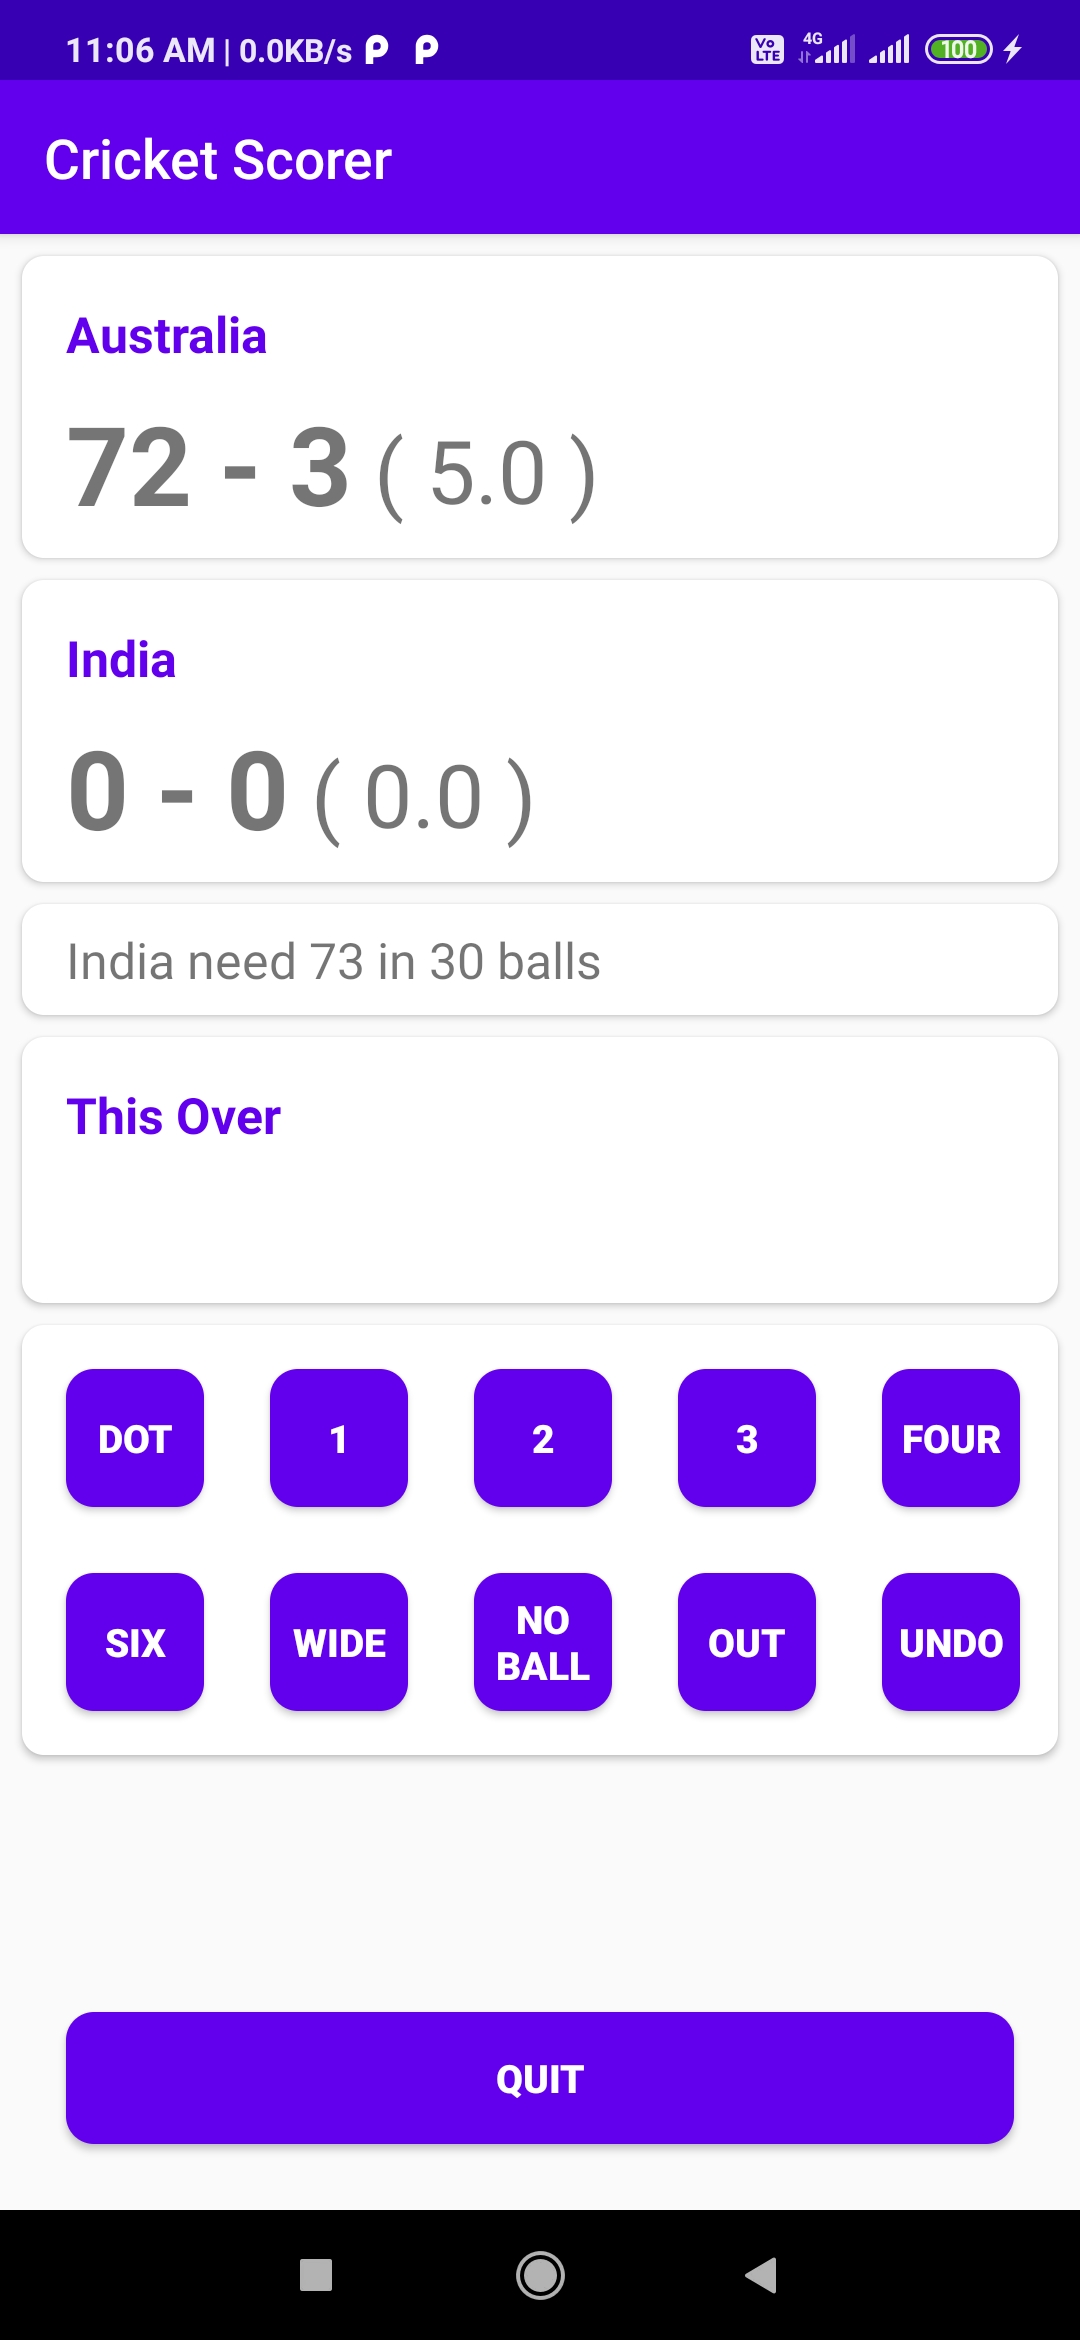 11:06 AM | 0.0KB/s
Vo LTE 4G 100
Cricket Scorer
Australia
72 - 3 ( 5.0 )
India
0 - 0 ( 0.0 )
India need 73 in 30 balls
This Over
DOT 1 2 3 FOUR
SIX WIDE NO BALL OUT UNDO
QUIT